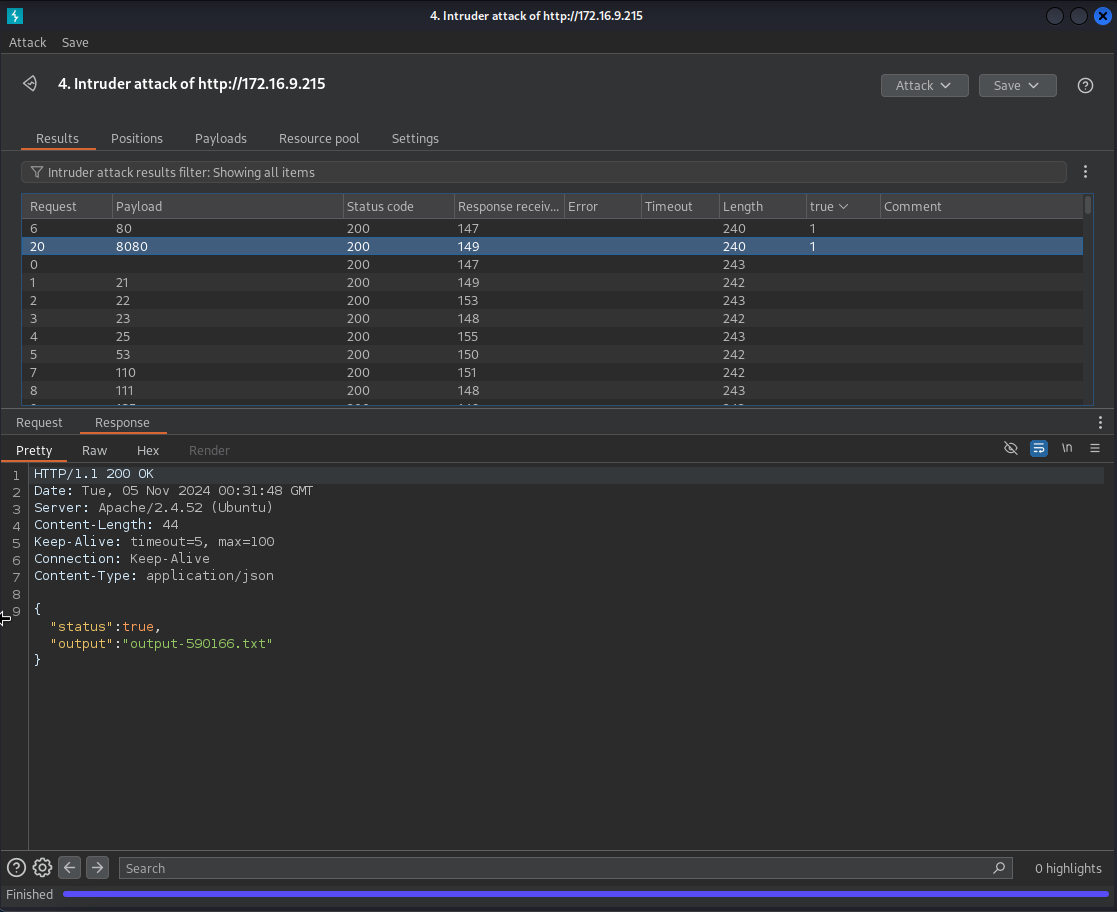 4. Intruder attack of http://172.16.9.215
Attack Save
4. Intruder attack of http://172.16.9.215
Attack Save
Results Positions Payloads Resource pool Settings
Intruder attack results filter: Showing all items
Request Payload Status code Response receiv... Error Timeout Length true Comment
6 80 200 147 240 1
20 8080 200 149 240 1
0 200 147 243
1 21 200 149 242
2 22 200 153 243
3 23 200 148 242
4 25 200 155 243
5 53 200 150 242
7 110 200 151 242
8 111 200 148 243
Request Response
Pretty Raw Hex Render \n
1 HTTP/1.1 200 OK
2 Date: Tue, 05 Nov 2024 00:31:48 GMT
3 Server: Apache/2.4.52 (Ubuntu)
4 Content-Length: 44
5 Keep-Alive: timeout=5, max=100
6 Connection: Keep-Alive
7 Content-Type: application/json
8
9 {
"status":true,
"output":"output-590166.txt"
}
Search 0 highlights
Finished